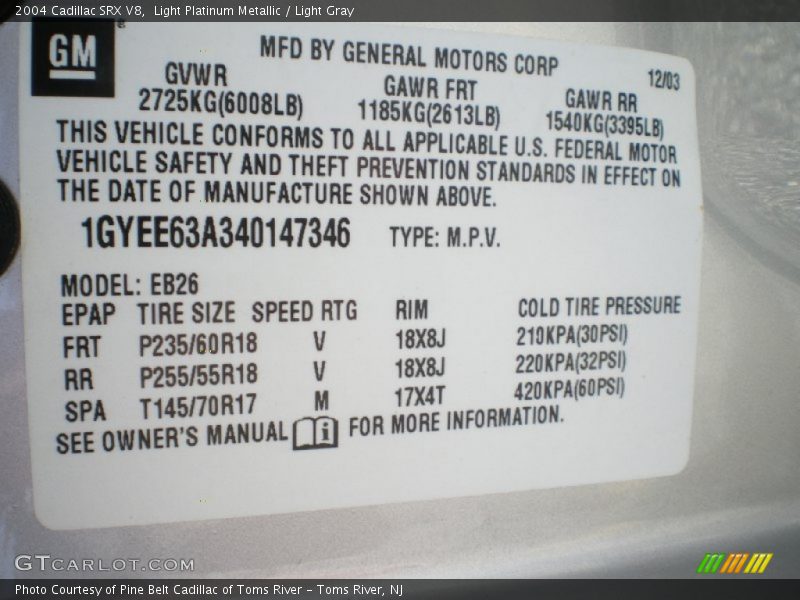 2004 Cadillac SRX V8,  Light Platinum Metallic / Light Gray
GM
MFD BY GENERAL MOTORS CORP
12/03
GVWR GAWR FRT GAWR RR
2725KG(6008LB) 1185KG(2613LB) 1540KG(3395LB)
THIS VEHICLE CONFORMS TO ALL APPLICABLE U.S. FEDERAL MOTOR
VEHICLE SAFETY AND THEFT PREVENTION STANDARDS IN EFFECT ON
THE DATE OF MANUFACTURE SHOWN ABOVE.
1GYEE63A340147346 TYPE: M.P.V.
MODEL: EB26
EPAP TIRE SIZE SPEED RTG RIM COLD TIRE PRESSURE
FRT P235/60R18 V 18X8J 210KPA(30PSI)
RR P255/55R18 V 18X8J 220KPA(32PSI)
SPA T145/70R17 M 17X4T 420KPA(60PSI)
SEE OWNER'S MANUAL i FOR MORE INFORMATION.
GTCARLOT.COM
Photo Courtesy of Pine Belt Cadillac of Toms River – Toms River, NJ